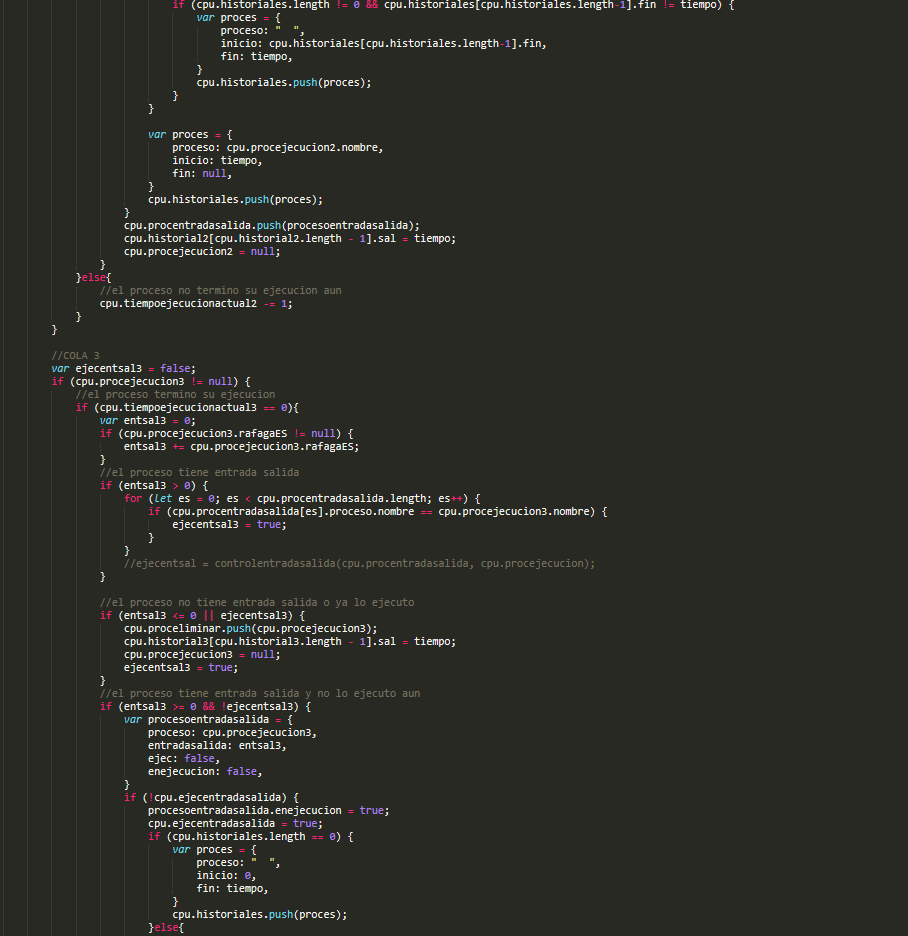 if (cpu.historiales.length != 0 && cpu.historiales[cpu.historiales.length-1].fin != tiempo) {
var proces = {
proceso: "  ",
inicio: cpu.historiales[cpu.historiales.length-1].fin,
fin: tiempo,
}
cpu.historiales.push(proces);
}
}
var proces = {
proceso: cpu.procejecucion2.nombre,
inicio: tiempo,
fin: null,
}
cpu.historiales.push(proces);
}
cpu.procentradasalida.push(procesoentradasalida);
cpu.historial2[cpu.historial2.length - 1].sal = tiempo;
cpu.procejecucion2 = null;
}
}else{
//el proceso no termino su ejecucion aun
cpu.tiempoejecucionactual2 -= 1;
}
}
//COLA 3
var ejecentsal3 = false;
if (cpu.procejecucion3 != null) {
//el proceso termino su ejecucion
if (cpu.tiempoejecucionactual3 == 0){
var entsal3 = 0;
if (cpu.procejecucion3.rafagaES != null) {
entsal3 += cpu.procejecucion3.rafagaES;
}
//el proceso tiene entrada salida
if (entsal3 > 0) {
for (let es = 0; es < cpu.procentradasalida.length; es++) {
if (cpu.procentradasalida[es].proceso.nombre == cpu.procejecucion3.nombre) {
ejecentsal3 = true;
}
}
//ejecentsal = controlentradasalida(cpu.procentradasalida, cpu.procejecucion);
}
//el proceso no tiene entrada salida o ya lo ejecuto
if (entsal3 <= 0 || ejecentsal3) {
cpu.proceliminar.push(cpu.procejecucion3);
cpu.historial3[cpu.historial3.length - 1].sal = tiempo;
cpu.procejecucion3 = null;
ejecentsal3 = true;
}
//el proceso tiene entrada salida y no lo ejecuto aun
if (entsal3 >= 0 && !ejecentsal3) {
var procesoentradasalida = {
proceso: cpu.procejecucion3,
entradasalida: entsal3,
ejec: false,
enejecucion: false,
}
if (!cpu.ejecentradasalida) {
procesoentradasalida.enejecucion = true;
cpu.ejecentradasalida = true;
if (cpu.historiales.length == 0) {
var proces = {
proceso: "  ",
inicio: 0,
fin: tiempo,
}
cpu.historiales.push(proces);
}else{